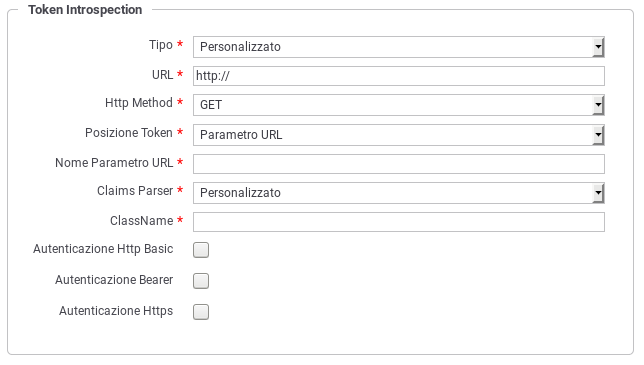 Token Introspection
Tipo * Personalizzato
URL * http://
Http Method * GET
Posizione Token * Parametro URL
Nome Parametro URL *
Claims Parser * Personalizzato
ClassName *
Autenticazione Http Basic
Autenticazione Bearer
Autenticazione Https